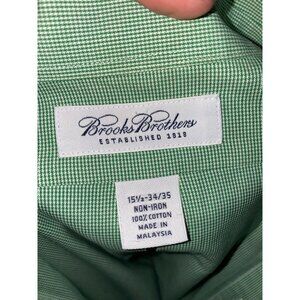 Brooks Brothers
ESTABLISHED 1818
15½-34/35
NON-IRON
100% COTTON
MADE IN
MALAYSIA